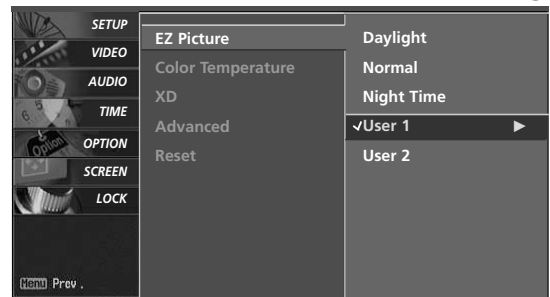 SETUP
VIDEO
AUDIO
TIME
OPTION
SCREEN
LOCK
Menu Prev .
EZ Picture
Color Temperature
XD
Advanced
Reset
Daylight
Normal
Night Time
✓User 1 ▶
User 2